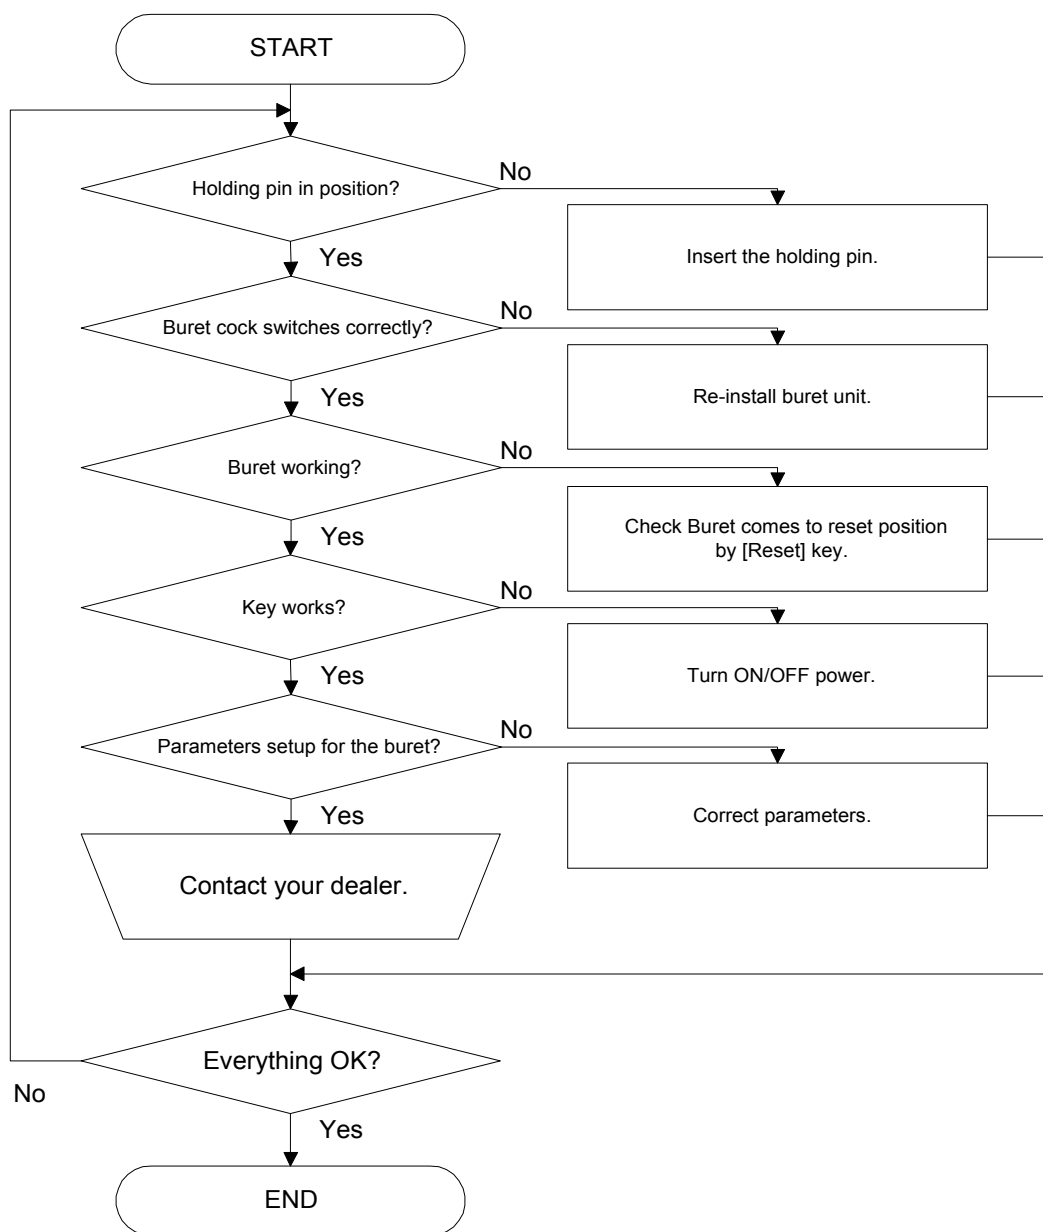 START
Holding pin in position?
No
Insert the holding pin.
Yes
Buret cock switches correctly?
No
Re-install buret unit.
Yes
Buret working?
No
Check Buret comes to reset position
by [Reset] key.
Yes
Key works?
No
Turn ON/OFF power.
Yes
Parameters setup for the buret?
No
Correct parameters.
Yes
Contact your dealer.
Everything OK?
No
Yes
END